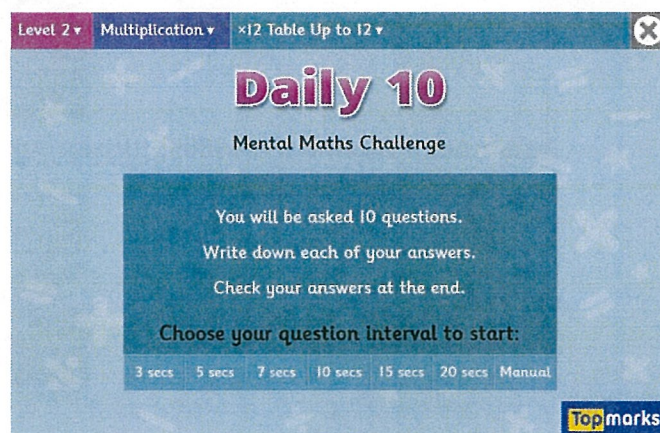 Level 2 ▾ Multiplication ▾ ×12 Table Up to 12 ▾
Daily 10
Mental Maths Challenge
You will be asked 10 questions.
Write down each of your answers.
Check your answers at the end.
Choose your question interval to start:
3 secs 5 secs 7 secs 10 secs 15 secs 20 secs Manual
Topmarks